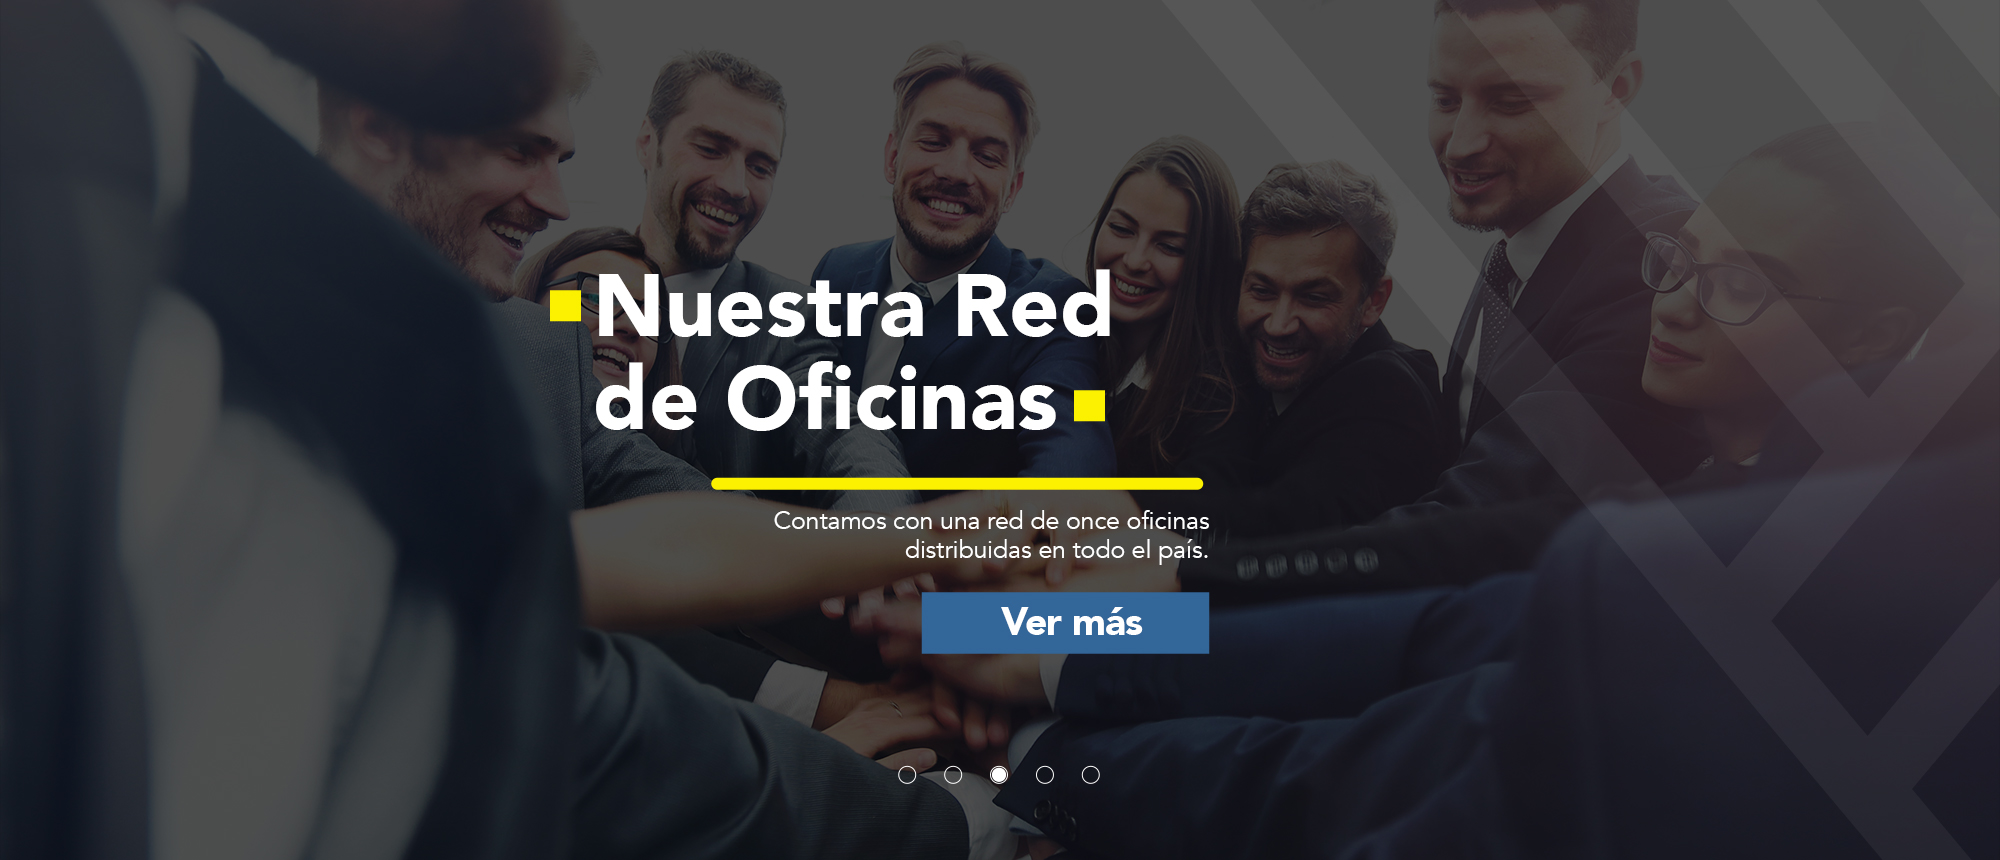 Nuestra Red
de Oficinas
Contamos con una red de once oficinas
distribuidas en todo el país.
Ver más